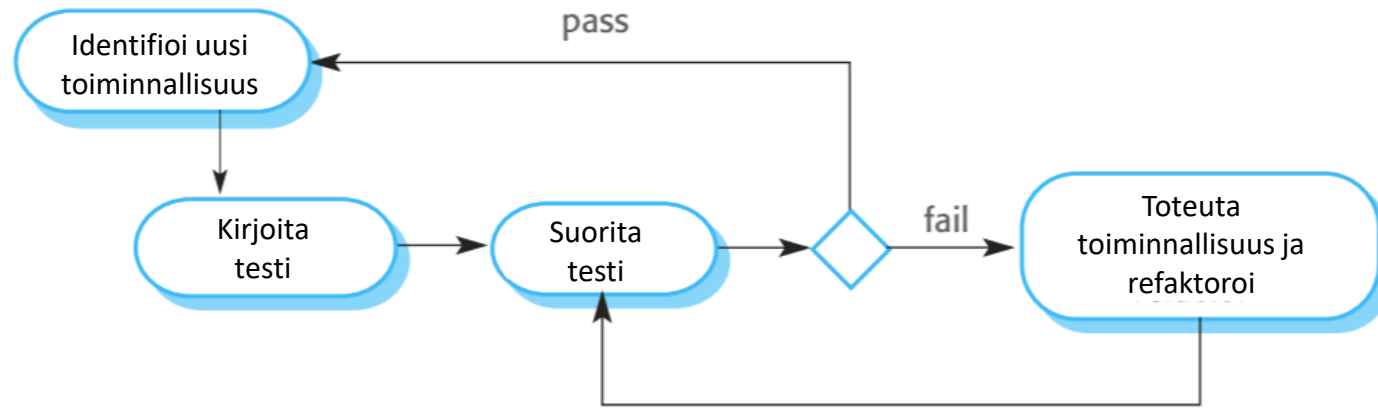 pass
Identifioi uusi
toiminnallisuus
Kirjoita
testi
Suorita
testi
fail
Toteuta
toiminnallisuus ja
refaktoroi